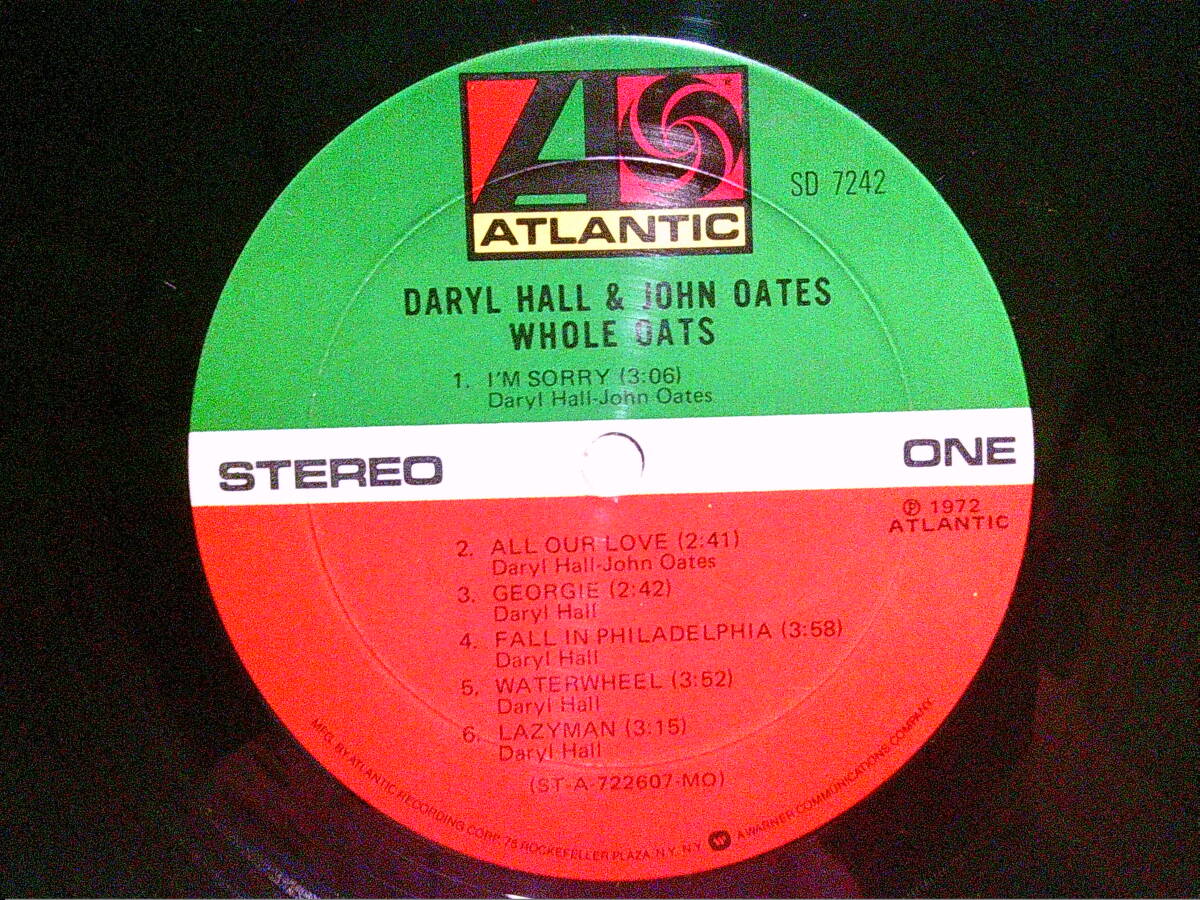 SD 7242
ATLANTIC
DARYL HALL & JOHN OATES
WHOLE OATS
1. I'M SORRY (3:06)
Daryl Hall-John Oates
STEREO
ONE
℗ 1972
ATLANTIC
2. ALL OUR LOVE (2:41)
Daryl Hall-John Oates
3. GEORGIE (2:42)
Daryl Hall
4. FALL IN PHILADELPHIA (3:58)
Daryl Hall
5. WATERWHEEL (3:52)
Daryl Hall
6. LAZYMAN (3:15)
Daryl Hall
(ST-A-722607-MO)
MFG. BY ATLANTIC RECORDING CORP. 75 ROCKEFELLER PLAZA, N.Y. N.Y. A WARNER COMMUNICATIONS COMPANY